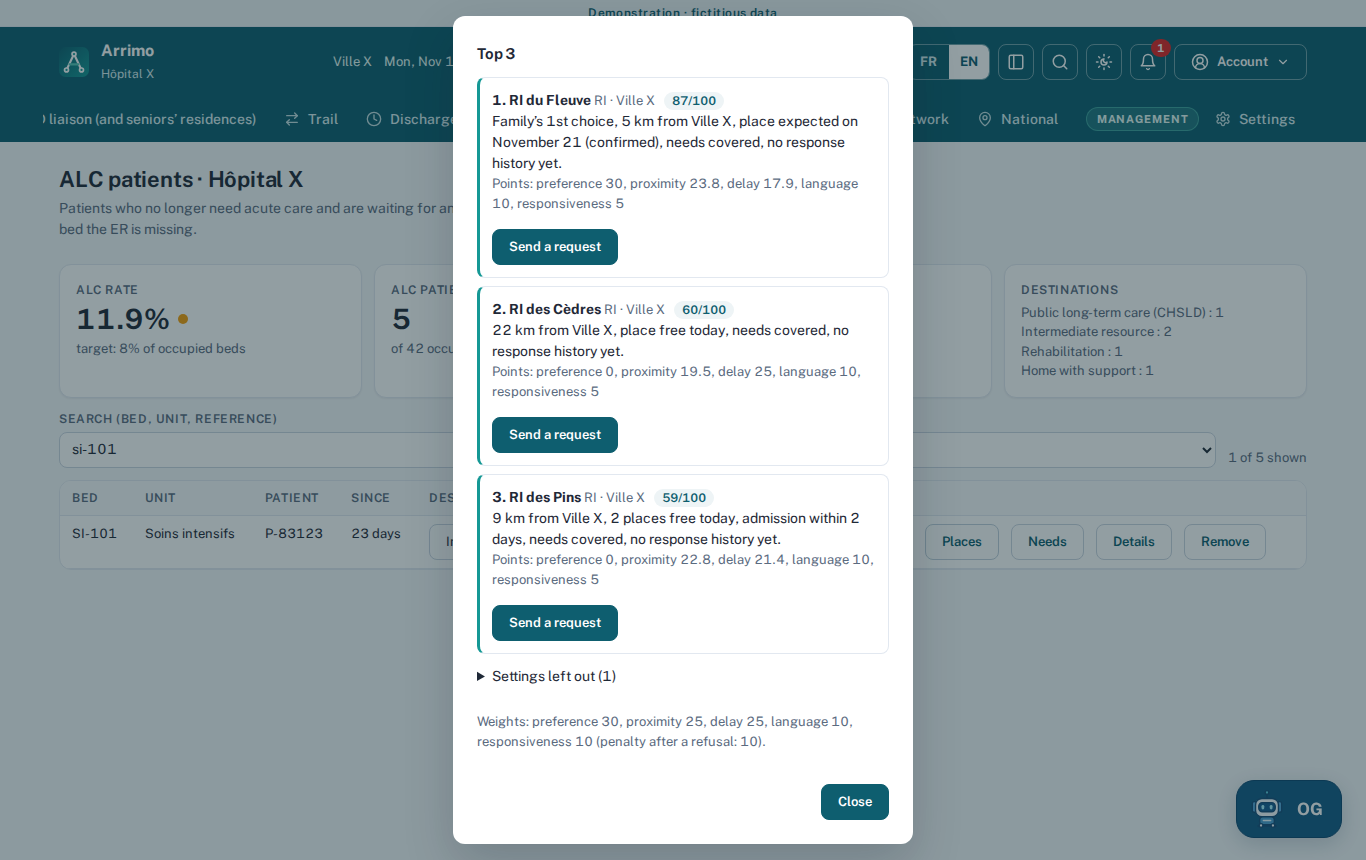 Demonstration · fictitious data
Arrimo
Hôpital X
Ville X Mon, Nov 1
FR EN
1
Account
liaison (and seniors' residences) Trail Discharge
National MANAGEMENT Settings
ALC patients · Hôpital X
Patients who no longer need acute care and are waiting for
bed the ER is missing.
ALC RATE
11.9%
target: 8% of occupied beds
ALC
5
of 42
DESTINATIONS
Public long-term care (CHSLD) : 1
Intermediate resource : 2
Rehabilitation : 1
Home with support : 1
SEARCH (BED, UNIT, REFERENCE)
si-101
1 of 5 shown
BED UNIT PATIENT SINCE
SI-101 Soins intensifs P-83123 23 days
Places Needs Details Remove
Top 3
1. RI du Fleuve RI · Ville X 87/100
Family's 1st choice, 5 km from Ville X, place expected on
November 21 (confirmed), needs covered, no response
history yet.
Points: preference 30, proximity 23.8, delay 17.9, language
10, responsiveness 5
Send a request
2. RI des Cèdres RI · Ville X 60/100
22 km from Ville X, place free today, needs covered, no
response history yet.
Points: preference 0, proximity 19.5, delay 25, language 10,
responsiveness 5
Send a request
3. RI des Pins RI · Ville X 59/100
9 km from Ville X, 2 places free today, admission within 2
days, needs covered, no response history yet.
Points: preference 0, proximity 22.8, delay 21.4, language 10,
responsiveness 5
Send a request
Settings left out (1)
Weights: preference 30, proximity 25, delay 25, language 10,
responsiveness 10 (penalty after a refusal: 10).
Close
OG